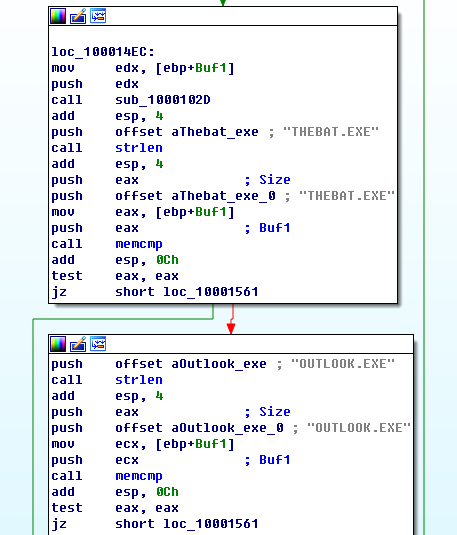 loc_100014EC:
mov edx, [ebp+Buf1]
push edx
call sub_1000102D
add esp, 4
push offset aThebat_exe ; "THEBAT.EXE"
call strlen
add esp, 4
push eax ; Size
push offset aThebat_exe_0 ; "THEBAT.EXE"
mov eax, [ebp+Buf1]
push eax ; Buf1
call memcmp
add esp, 0Ch
test eax, eax
jz short loc_10001561
push offset aOutlook_exe ; "OUTLOOK.EXE"
call strlen
add esp, 4
push eax ; Size
push offset aOutlook_exe_0 ; "OUTLOOK.EXE"
mov ecx, [ebp+Buf1]
push ecx ; Buf1
call memcmp
add esp, 0Ch
test eax, eax
jz short loc_10001561